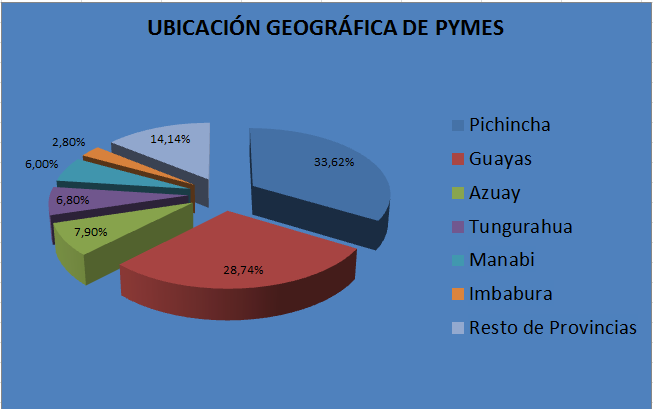 UBICACIÓN GEOGRÁFICA DE PYMES
33,62%
28,74%
7,90%
6,80%
6,00%
2,80%
14,14%
Pichincha
Guayas
Azuay
Tungurahua
Manabi
Imbabura
Resto de Provincias